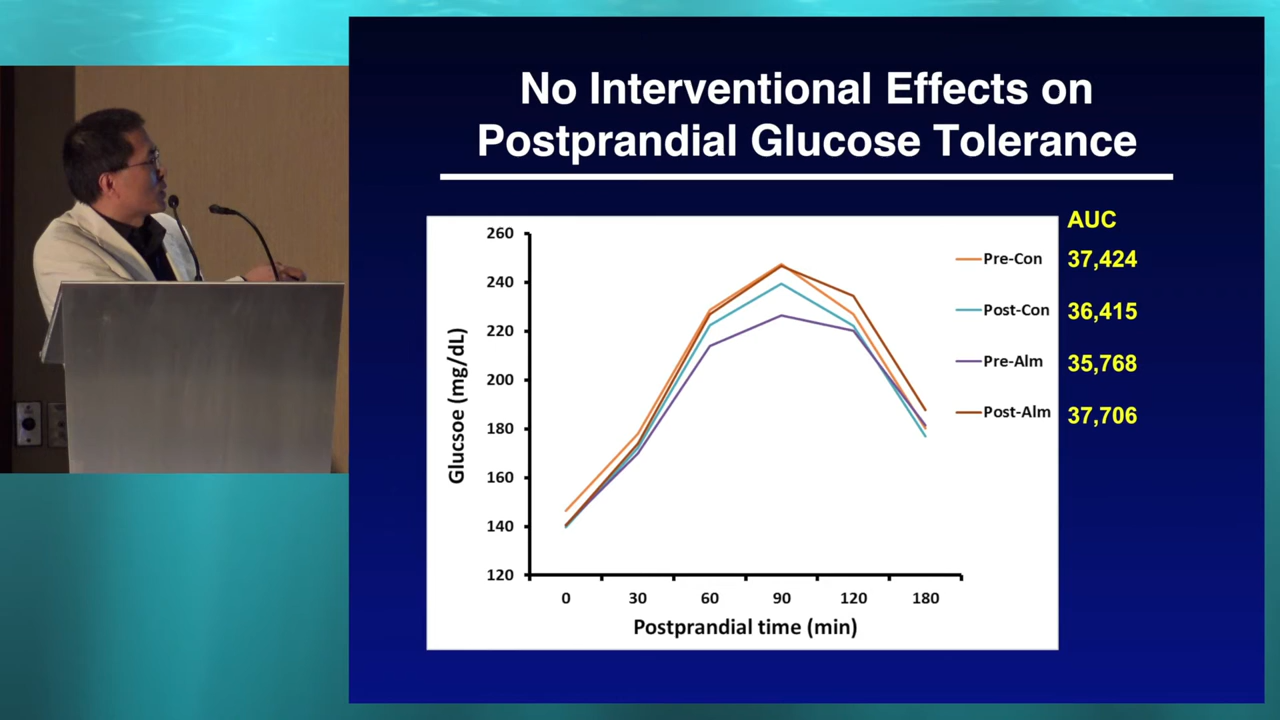 No Interventional Effects on
Postprandial Glucose Tolerance
AUC
260
240
220
200
180
160
140
120
Glucsoe (mg/dL)
0 30 60 90 120 180
Postprandial time (min)
Pre-Con 37,424
Post-Con 36,415
Pre-Alm 35,768
Post-Alm 37,706